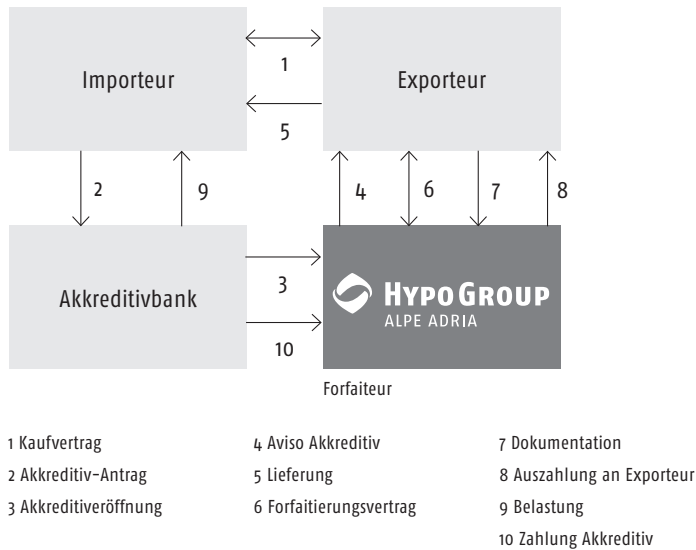 Importeur
1
Exporteur
5
2
9
4
6
7
8
Akkreditivbank
3
HYPO GROUP
ALPE ADRIA
10
Forfaiteur
1 Kaufvertrag
2 Akkreditiv-Antrag
3 Akkreditiveröffnung
4 Aviso Akkreditiv
5 Lieferung
6 Forfaitierungsvertrag
7 Dokumentation
8 Auszahlung an Exporteur
9 Belastung
10 Zahlung Akkreditiv